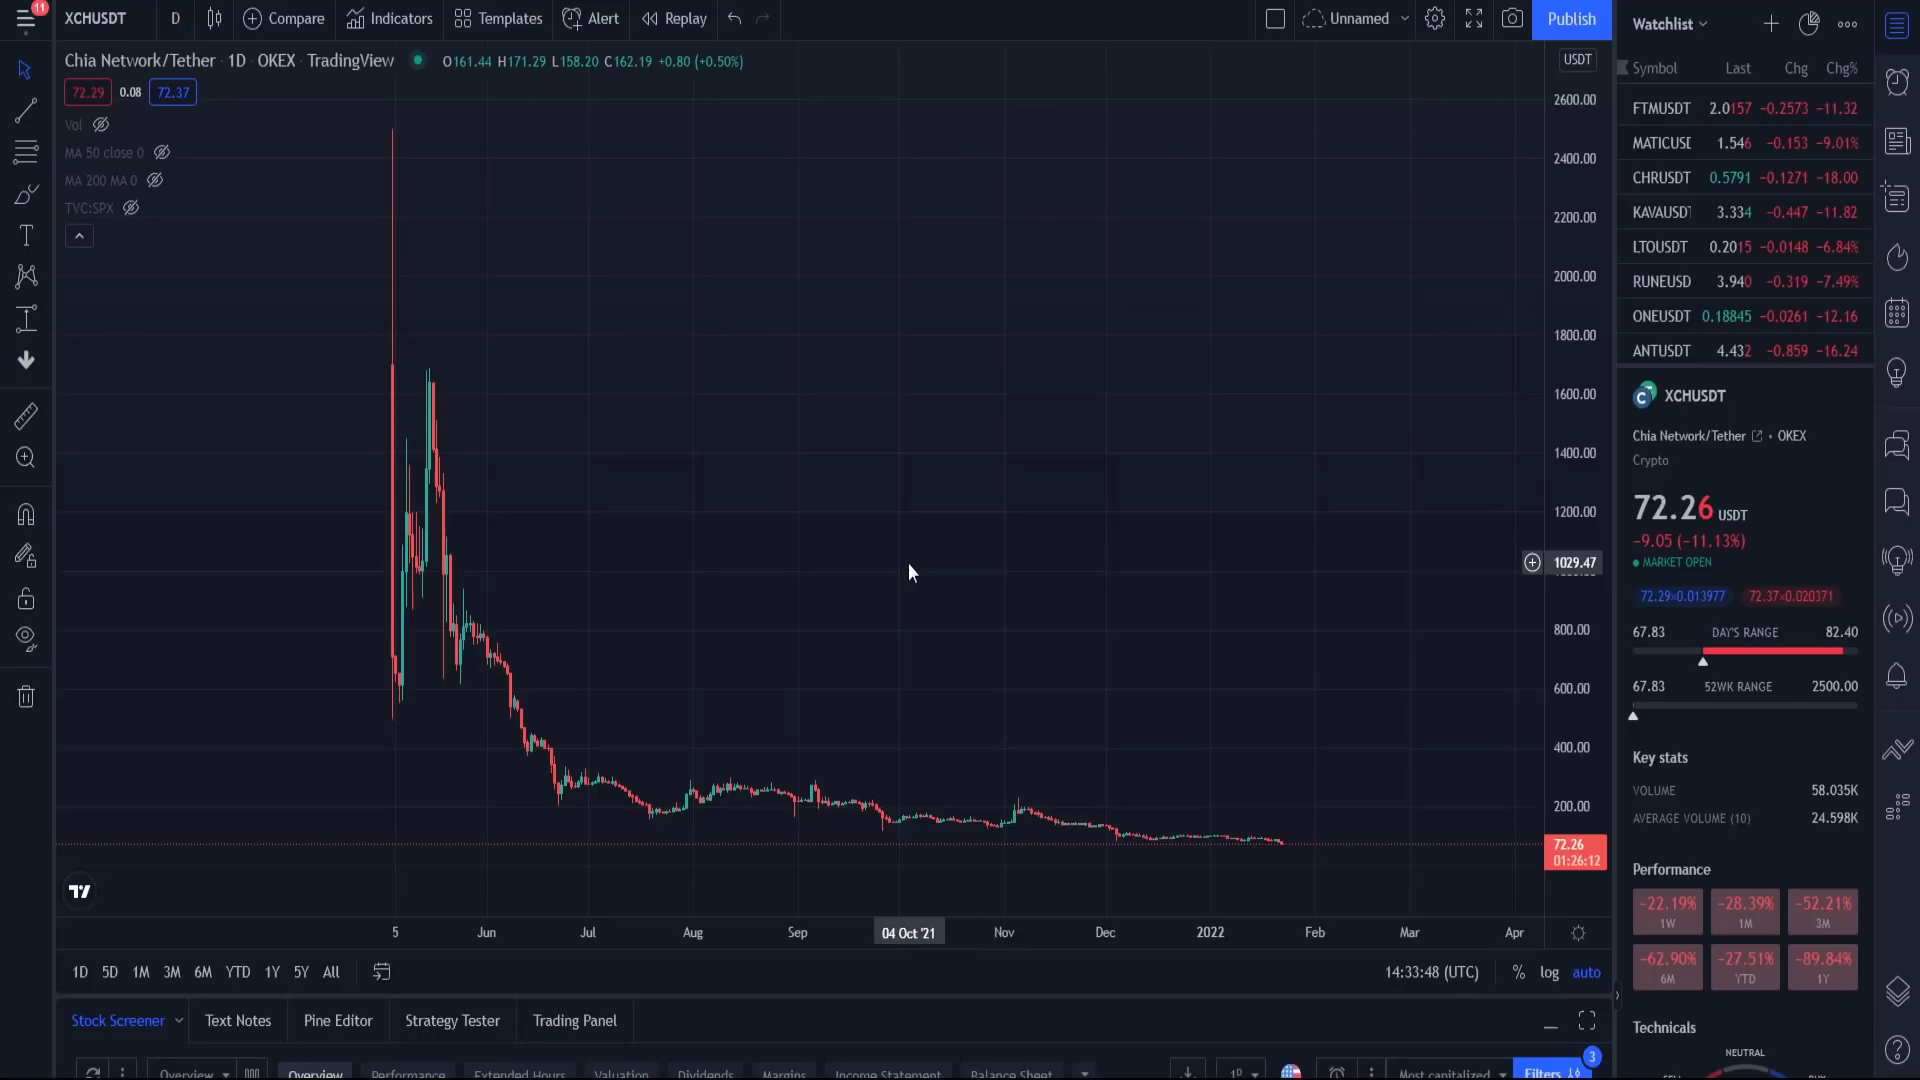 11
XCHUSDT D Compare Indicators Templates Alert Replay Unnamed Publish
Chia Network/Tether · 1D · OKEX · TradingView O161.44 H171.29 L158.20 C162.19 +0.80 (+0.50%)
72.29 0.08 72.37
Vol
MA 50 close 0
MA 200 MA 0
TVC:SPX
USDT
2600.00
2400.00
2200.00
2000.00
1800.00
1600.00
1400.00
1200.00
1029.47
800.00
600.00
400.00
200.00
72.26
01:26:12
5 Jun Jul Aug Sep 04 Oct '21 Nov Dec 2022 Feb Mar Apr
1D 5D 1M 3M 6M YTD 1Y 5Y All 14:33:48 (UTC) % log auto
Stock Screener Text Notes Pine Editor Strategy Tester Trading Panel
Overview Overview Performance Extended Hours Valuation Dividends Margins Income Statement Balance Sheet 1D Most capitalized Filters 3
Watchlist
Symbol Last Chg Chg%
FTMUSDT 2.0157 −0.2573 −11.32
MATICUSD 1.546 −0.153 −9.01%
CHRUSDT 0.5791 −0.1271 −18.00
KAVAUSDT 3.334 −0.447 −11.82
LTOUSDT 0.2015 −0.0148 −6.84%
RUNEUSD 3.940 −0.319 −7.49%
ONEUSDT 0.18845 −0.0261 −12.16
ANTUSDT 4.432 −0.859 −16.24
XCHUSDT
Chia Network/Tether • OKEX
Crypto
72.26 USDT
−9.05 (−11.13%)
MARKET OPEN
72.29×0.013977 72.37×0.020371
67.83 DAY'S RANGE 82.40
67.83 52WK RANGE 2500.00
Key stats
VOLUME 58.035K
AVERAGE VOLUME (10) 24.598K
Performance
−22.19% −28.39% −52.21%
1W 1M 3M
−62.90% −27.51% −89.84%
6M YTD 1Y
Technicals
NEUTRAL